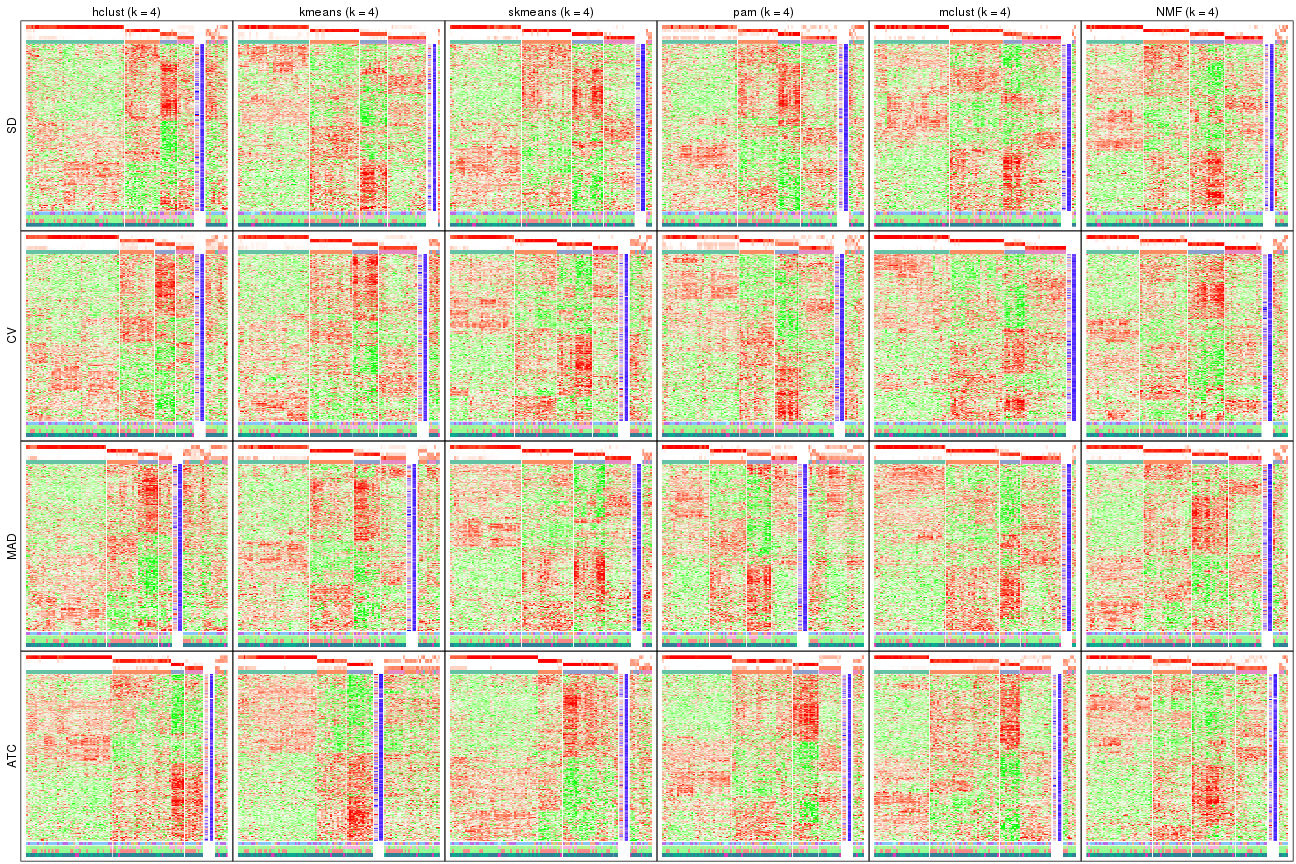 hclust (k = 4) kmeans (k = 4) skmeans (k = 4) pam (k = 4) mclust (k = 4) NMF (k = 4)
SD
CV
MAD
ATC